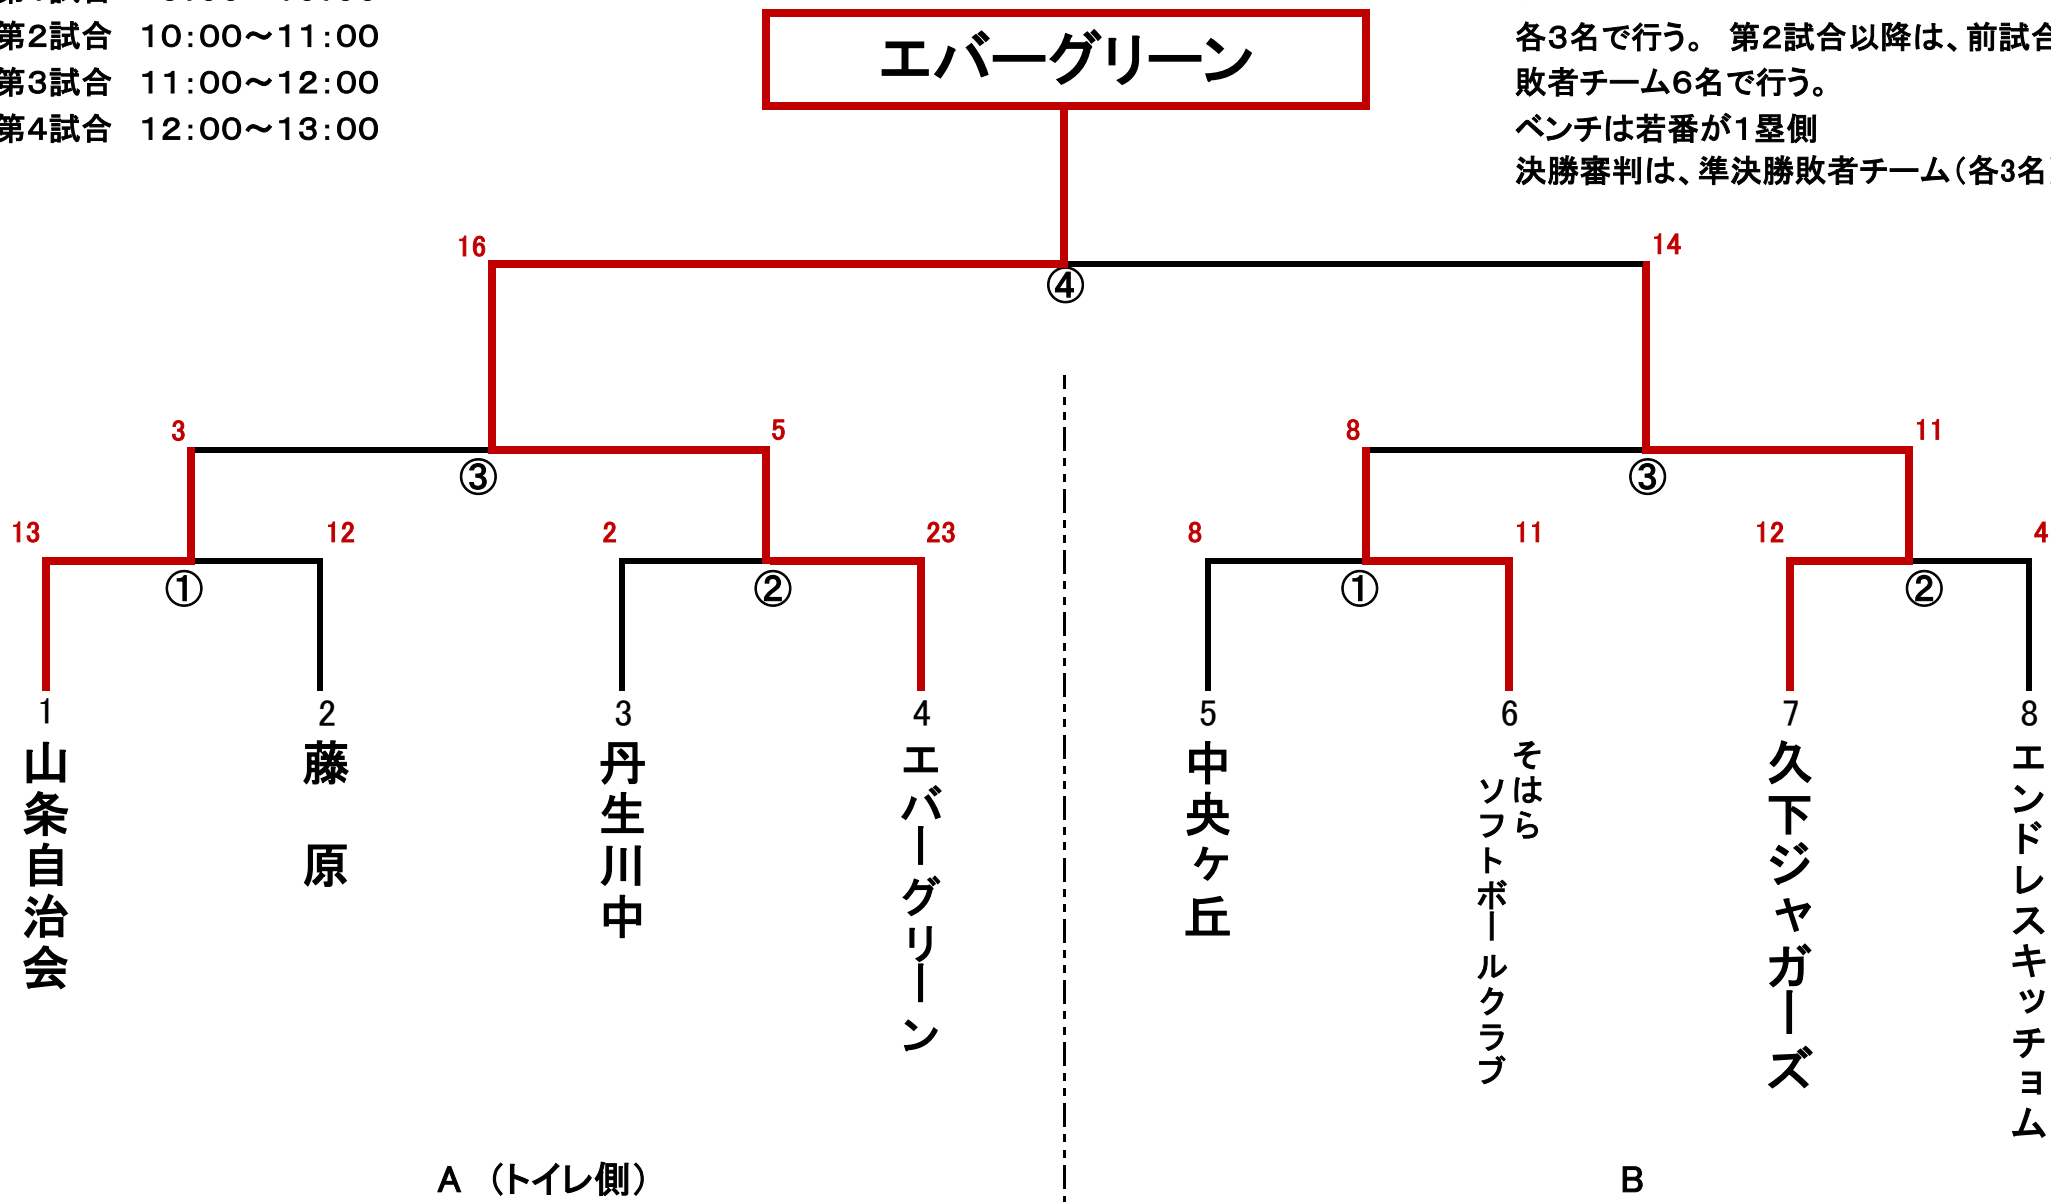 第2試合　10:00～11:00
第3試合　11:00～12:00
第4試合　12:00～13:00
エバーグリーン
各3名で行う。 第2試合以降は、前試合
敗者チーム6名で行う。
ベンチは若番が1塁側
決勝審判は、準決勝敗者チーム(各3名)
16
14
④
3
5
8
11
③
③
13
12
2
23
8
11
12
4
①
②
①
②
1
2
3
4
5
6
7
8
山条自治会
藤　原
丹生川中
エバーグリーン
中央ヶ丘
そはら
ソフトボールクラブ
久下ジャガーズ
エンドレスキッチョム
A （トイレ側）
B